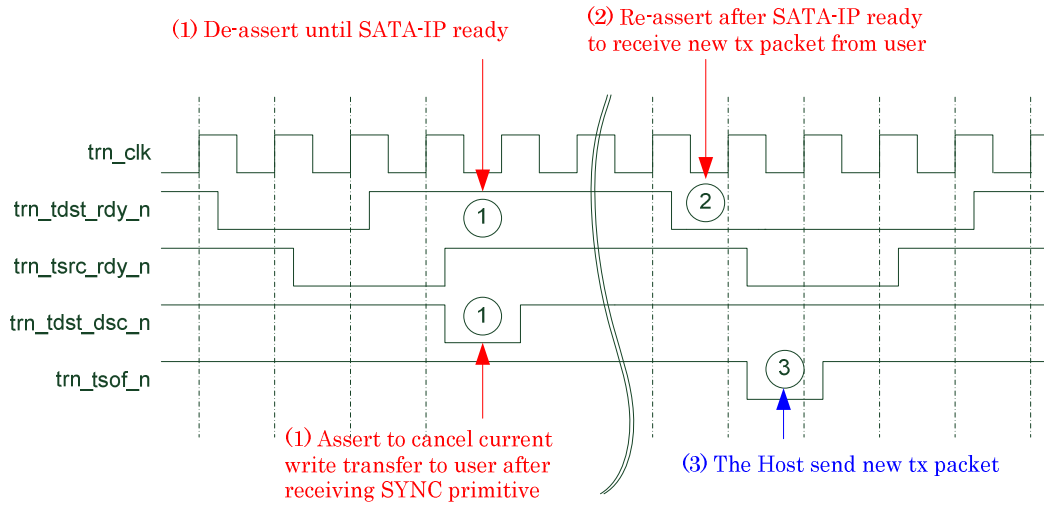 (1) De-assert until SATA-IP ready
(2) Re-assert after SATA-IP ready
to receive new tx packet from user
trn_clk
trn_tdst_rdy_n
1
2
trn_tsrc_rdy_n
trn_tdst_dsc_n
1
trn_tsof_n
3
(1) Assert to cancel current
write transfer to user after
receiving SYNC primitive
(3) The Host send new tx packet